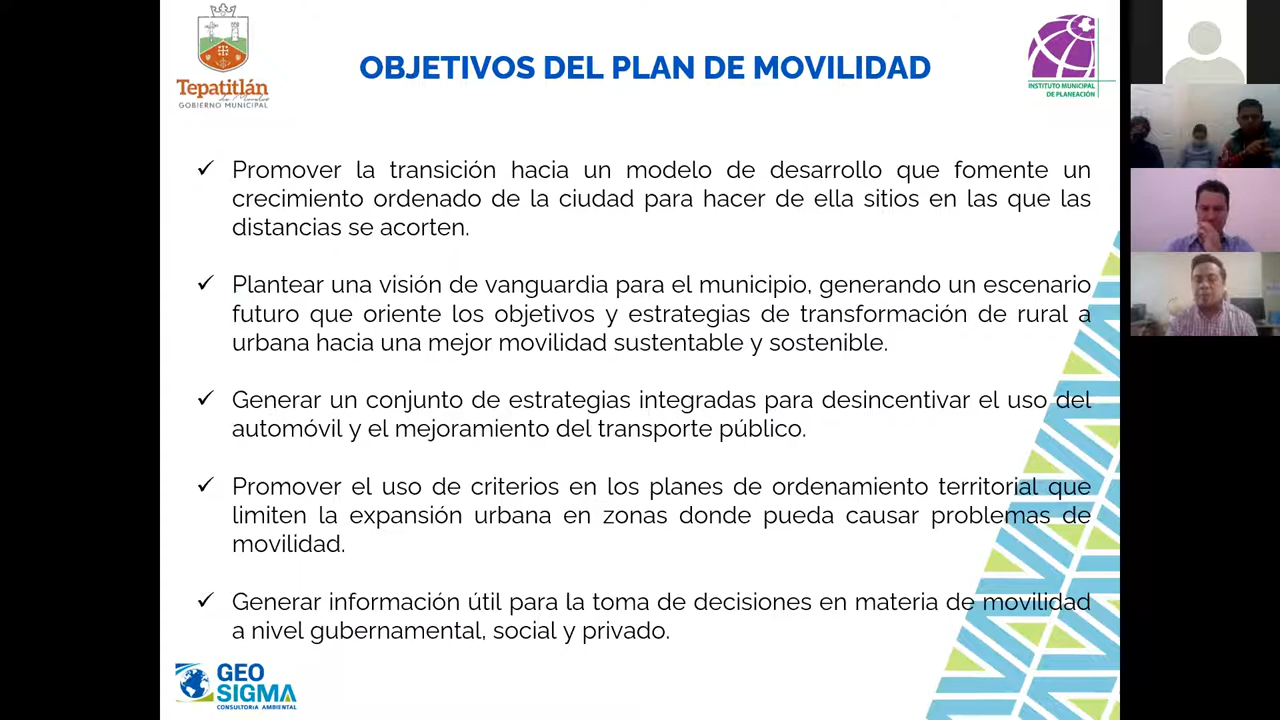 Tepatitlán
de Morelos
GOBIERNO MUNICIPAL
OBJETIVOS DEL PLAN DE MOVILIDAD
INSTITUTO MUNICIPAL
DE PLANEACIÓN
✓ Promover la transición hacia un modelo de desarrollo que fomente un
crecimiento ordenado de la ciudad para hacer de ella sitios en las que las
distancias se acorten.
✓ Plantear una visión de vanguardia para el municipio, generando un escenario
futuro que oriente los objetivos y estrategias de transformación de rural a
urbana hacia una mejor movilidad sustentable y sostenible.
✓ Generar un conjunto de estrategias integradas para desincentivar el uso del
automóvil y el mejoramiento del transporte público.
✓ Promover el uso de criterios en los planes de ordenamiento territorial que
limiten la expansión urbana en zonas donde pueda causar problemas de
movilidad.
✓ Generar información útil para la toma de decisiones en materia de movilidad
a nivel gubernamental, social y privado.
GEO
SIGMA
CONSULTORIA AMBIENTAL